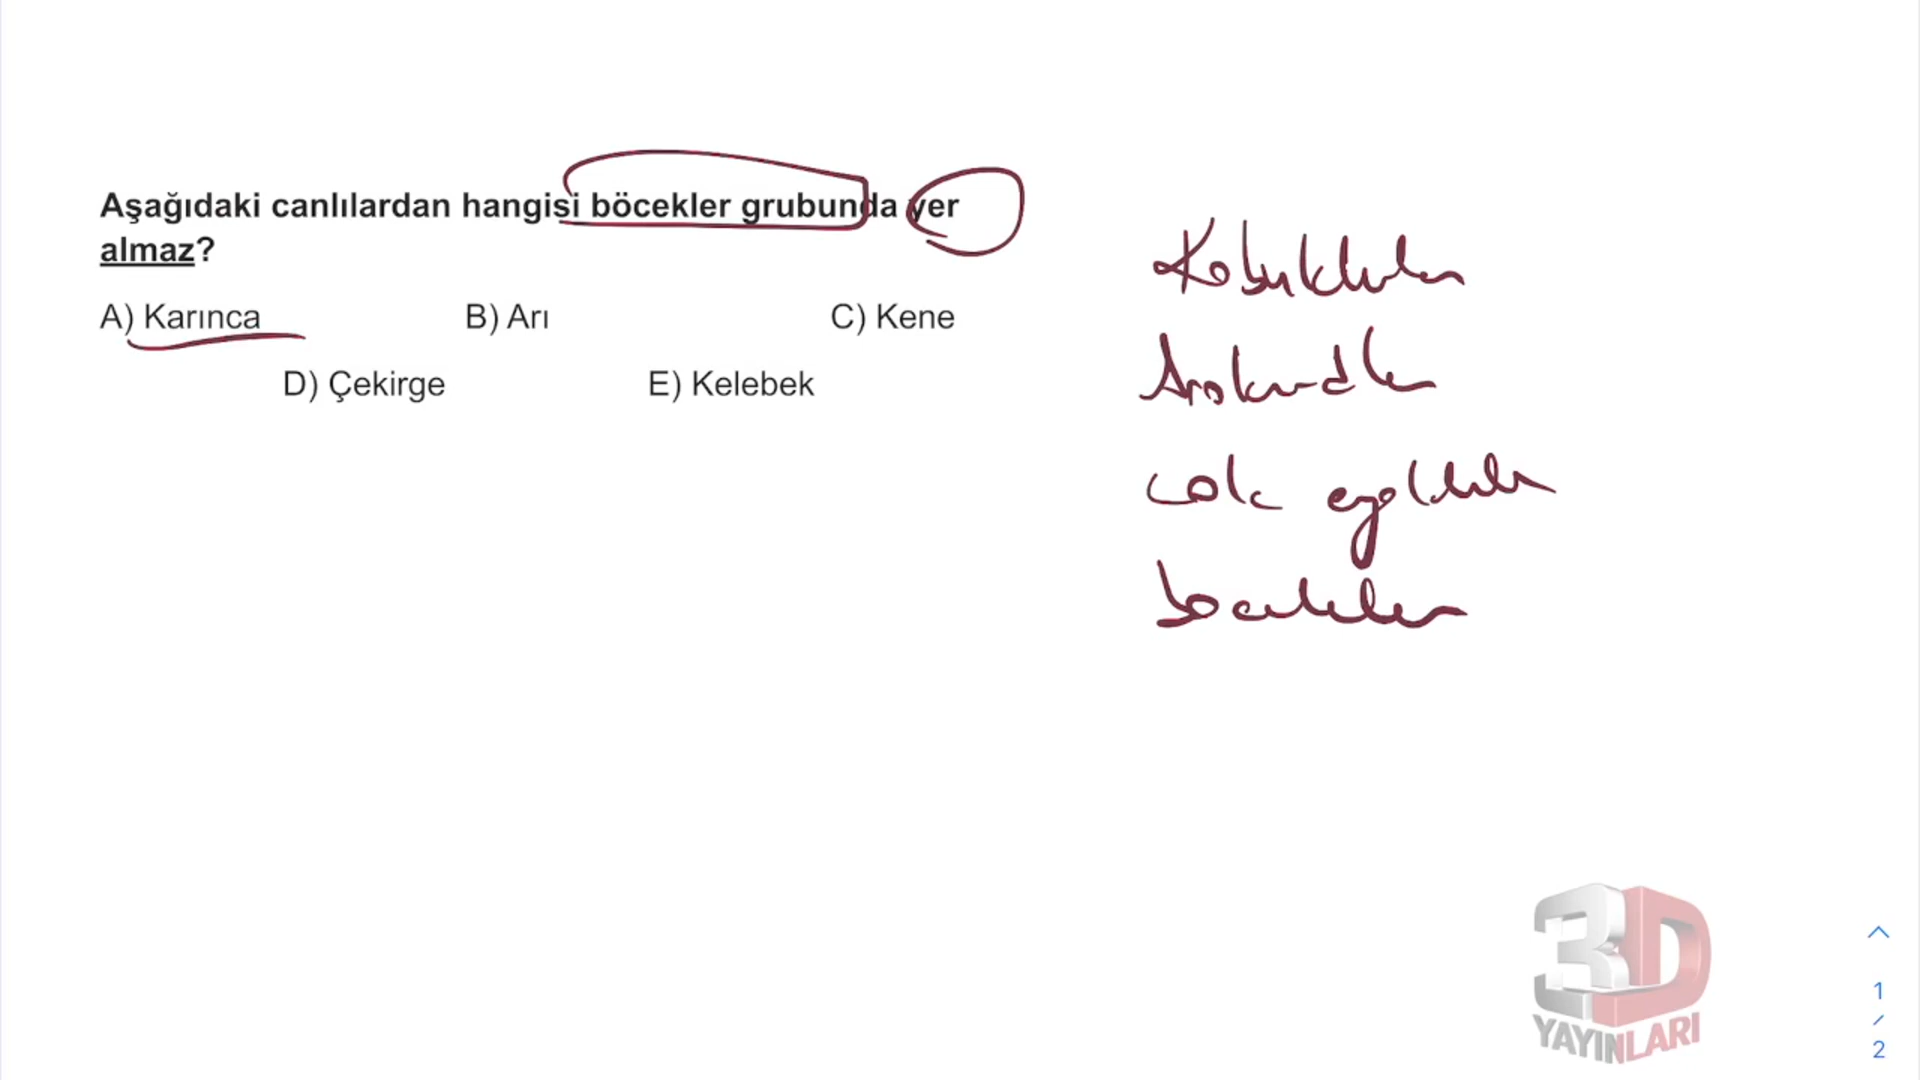 Aşağıdaki canlılardan hangisi böcekler grubunda yer
almaz?
A) Karınca B) Arı C) Kene
D) Çekirge E) Kelebek
Kabuklular
Araknidler
çok ayaklılar
böcekler
3D
YAYINLARI
1
/
2